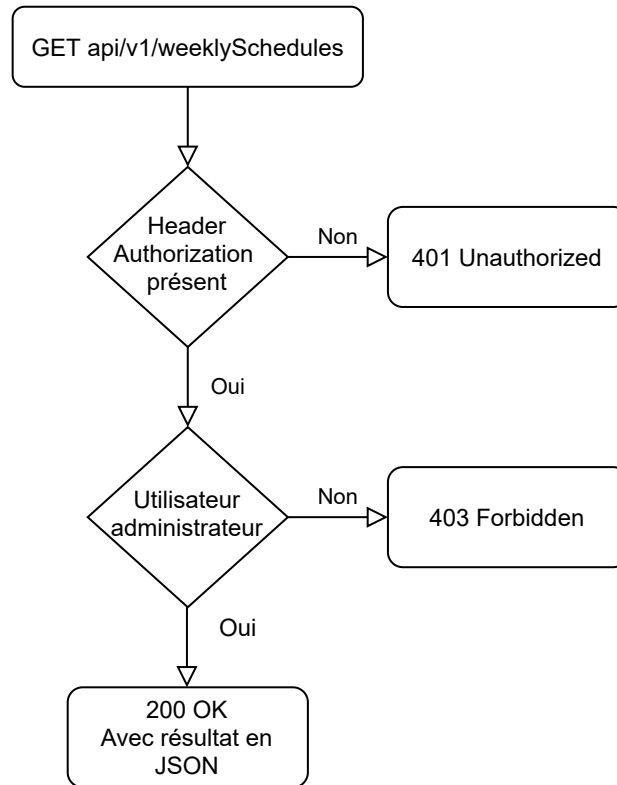 GET api/v1/weeklySchedules
Header
Authorization
présent
Non
401 Unauthorized
Oui
Utilisateur
administrateur
Non
403 Forbidden
Oui
200 OK
Avec résultat en
JSON